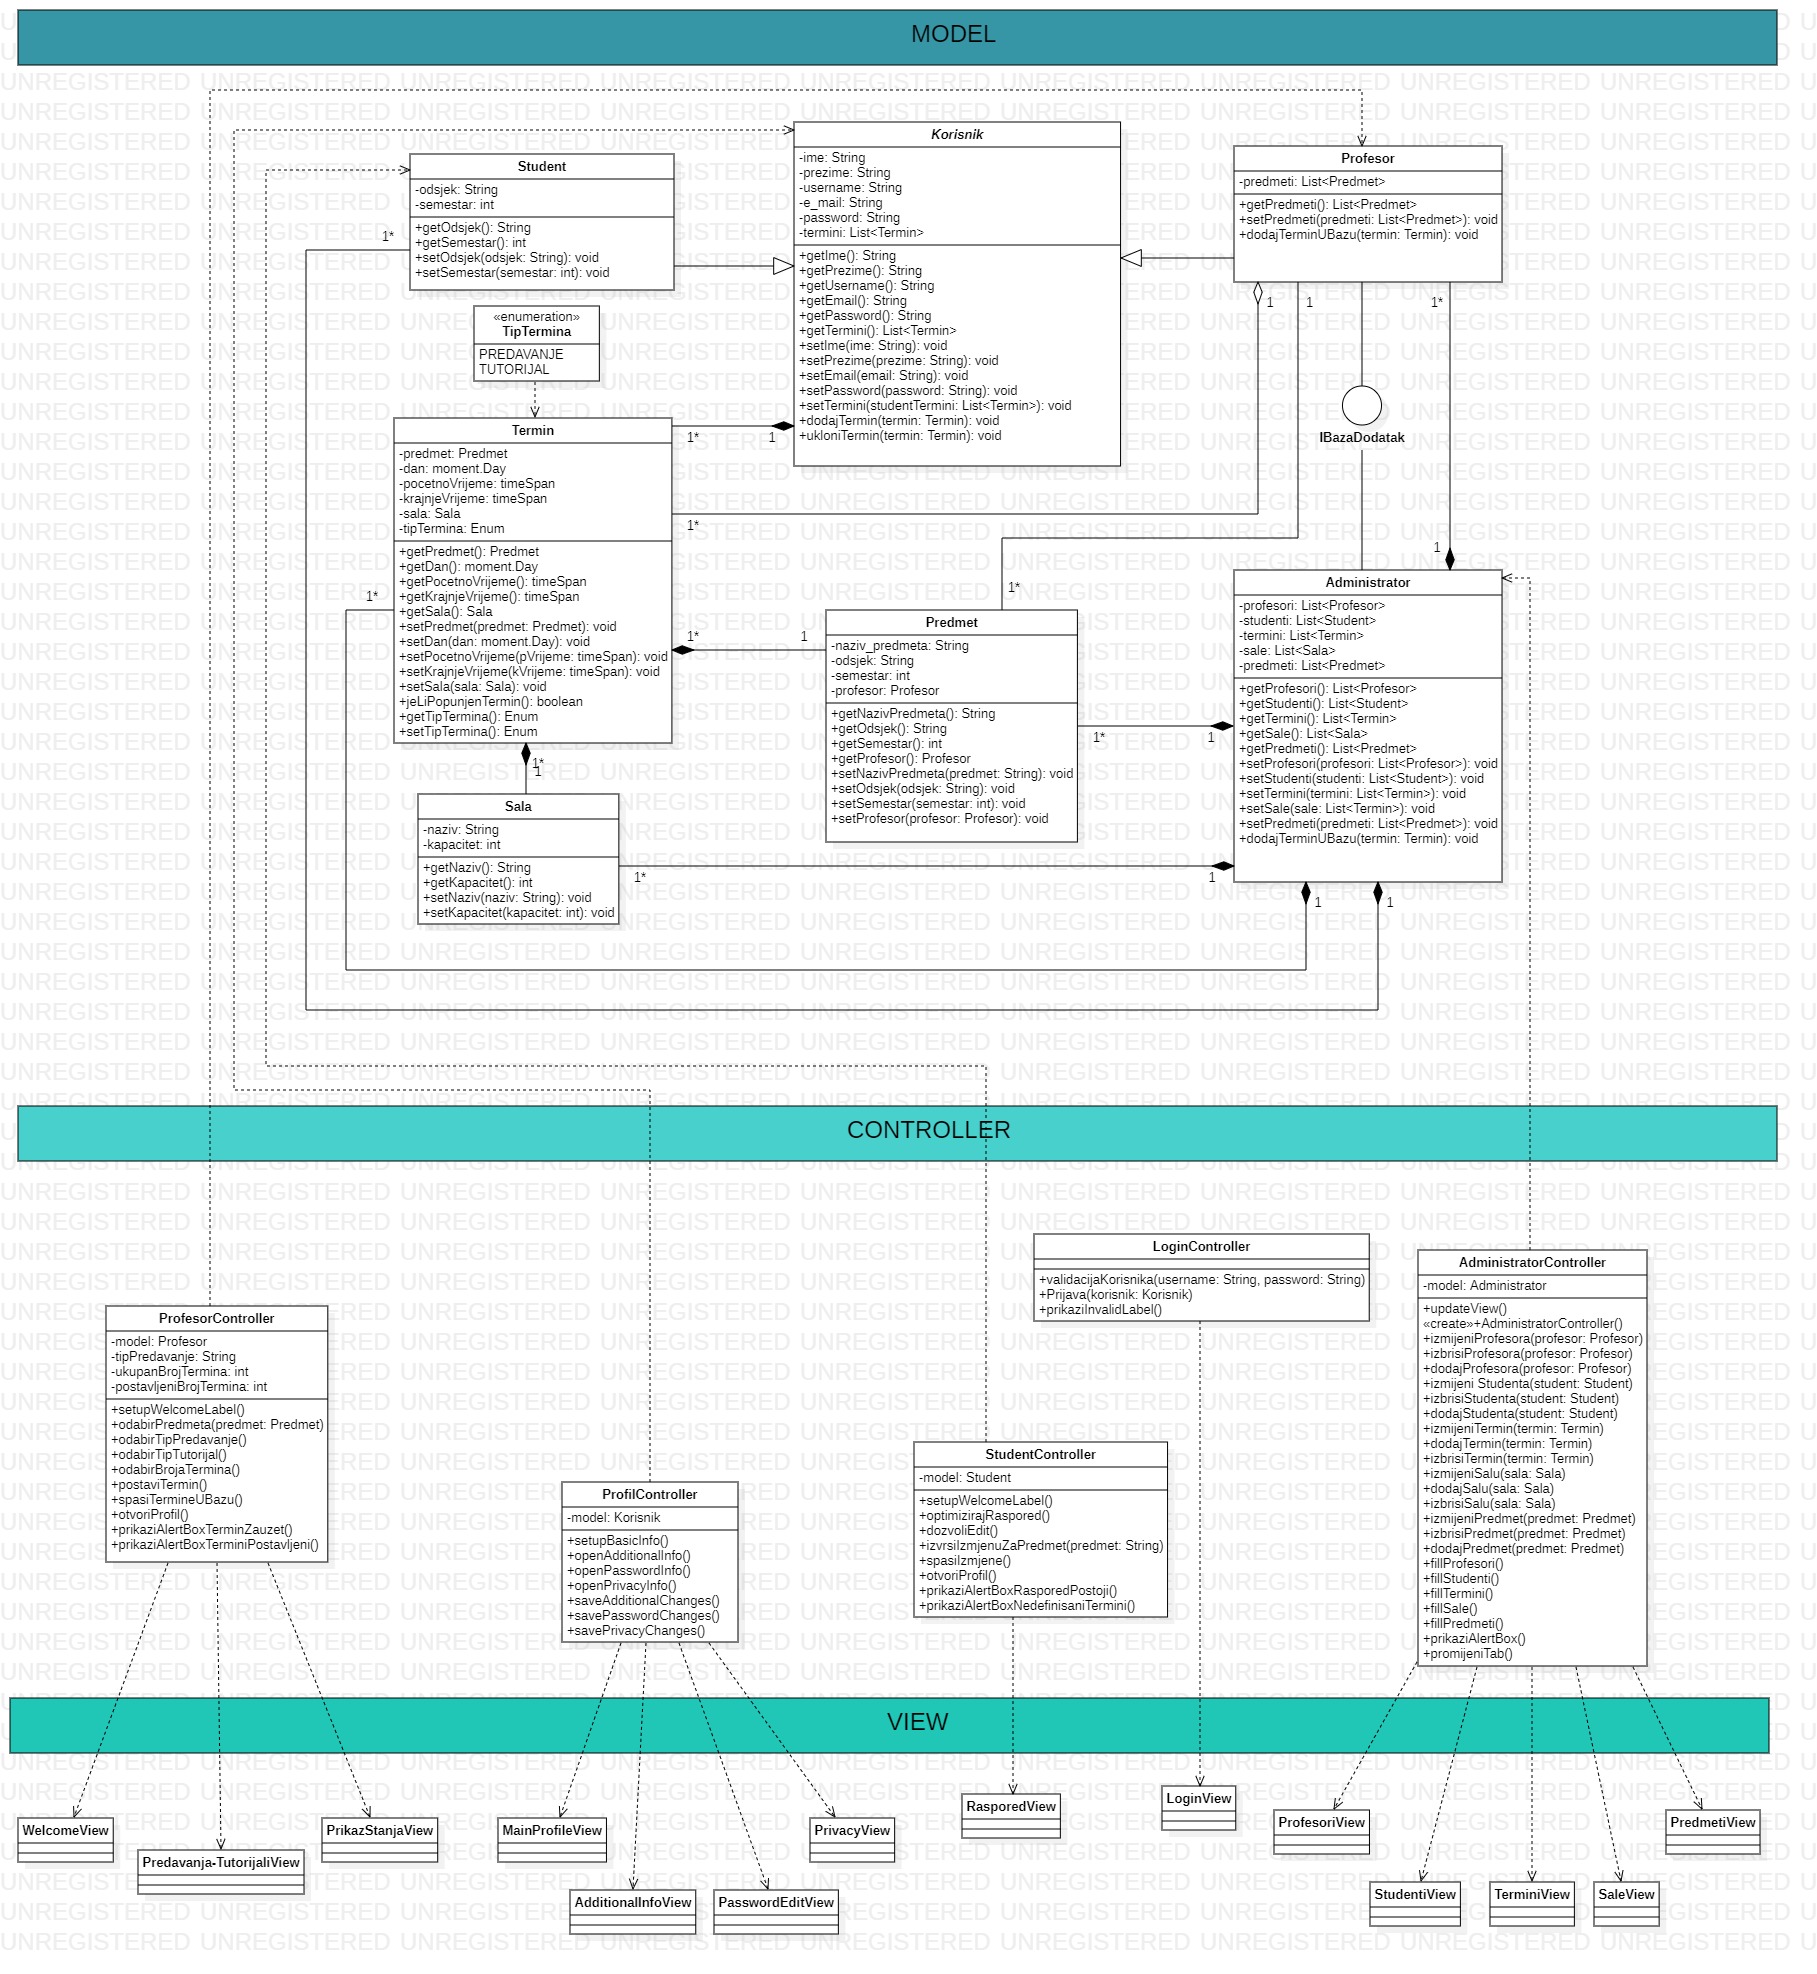 MODEL
Student
-odsjek: String
-semestar: int
+getOdsjek(): String
+getSemestar(): int
+setOdsjek(odsjek: String): void
+setSemestar(semestar: int): void
1*
«enumeration»
TipTermina
PREDAVANJE
TUTORIJAL
Korisnik
-ime: String
-prezime: String
-username: String
-e_mail: String
-password: String
-termini: List<Termin>
+getIme(): String
+getPrezime(): String
+getUsername(): String
+getEmail(): String
+getPassword(): String
+getTermini(): List<Termin>
+setIme(ime: String): void
+setPrezime(prezime: String): void
+setEmail(email: String): void
+setPassword(password: String): void
+setTermini(studentTermini: List<Termin>): void
+dodajTermin(termin: Termin): void
+ukloniTermin(termin: Termin): void
Profesor
-predmeti: List<Predmet>
+getPredmeti(): List<Predmet>
+setPredmeti(predmeti: List<Predmet>): void
+dodajTerminUBazu(termin: Termin): void
1
1
1*
IBazaDodatak
Termin
-predmet: Predmet
-dan: moment.Day
-pocetnoVrijeme: timeSpan
-krajnjeVrijeme: timeSpan
-sala: Sala
-tipTermina: Enum
+getPredmet(): Predmet
+getDan(): moment.Day
+getPocetnoVrijeme(): timeSpan
+getKrajnjeVrijeme(): timeSpan
+getSala(): Sala
+setPredmet(predmet: Predmet): void
+setDan(dan: moment.Day): void
+setPocetnoVrijeme(pVrijeme: timeSpan): void
+setKrajnjeVrijeme(kVrijeme: timeSpan): void
+setSala(sala: Sala): void
+jeLiPopunjenTermin(): boolean
+getTipTermina(): Enum
+setTipTermina(): Enum
1*
1
1*
1*
1*
1
1*
1
1*
Predmet
-naziv_predmeta: String
-odsjek: String
-semestar: int
-profesor: Profesor
+getNazivPredmeta(): String
+getOdsjek(): String
+getSemestar(): int
+getProfesor(): Profesor
+setNazivPredmeta(predmet: String): void
+setOdsjek(odsjek: String): void
+setSemestar(semestar: int): void
+setProfesor(profesor: Profesor): void
1*
1
1
Administrator
-profesori: List<Profesor>
-studenti: List<Student>
-termini: List<Termin>
-sale: List<Sala>
-predmeti: List<Predmet>
+getProfesori(): List<Profesor>
+getStudenti(): List<Student>
+getTermini(): List<Termin>
+getSale(): List<Sala>
+getPredmeti(): List<Predmet>
+setProfesori(profesori: List<Profesor>): void
+setStudenti(studenti: List<Student>): void
+setTermini(termini: List<Termin>): void
+setSale(sale: List<Termin>): void
+setPredmeti(predmeti: List<Predmet>): void
+dodajTerminUBazu(termin: Termin): void
Sala
-naziv: String
-kapacitet: int
+getNaziv(): String
+getKapacitet(): int
+setNaziv(naziv: String): void
+setKapacitet(kapacitet: int): void
1*
1
1
1
CONTROLLER
ProfesorController
-model: Profesor
-tipPredavanje: String
-ukupanBrojTermina: int
-postavljeniBrojTermina: int
+setupWelcomeLabel()
+odabirPredmeta(predmet: Predmet)
+odabirTipPredavanje()
+odabirTipTutorijal()
+odabirBrojaTermina()
+postaviTermin()
+spasiTermineUBazu()
+otvoriProfil()
+prikaziAlertBoxTerminZauzet()
+prikaziAlertBoxTerminiPostavljeni()
ProfilController
-model: Korisnik
+setupBasicInfo()
+openAdditionalInfo()
+openPasswordInfo()
+openPrivacyInfo()
+saveAdditionalChanges()
+savePasswordChanges()
+savePrivacyChanges()
StudentController
-model: Student
+setupWelcomeLabel()
+optimizirajRaspored()
+dozvoliEdit()
+izvrsiIzmjenuZaPredmet(predmet: String)
+spasiIzmjene()
+otvoriProfil()
+prikaziAlertBoxRasporedPostoji()
+prikaziAlertBoxNedefinisaniTermini()
LoginController
+validacijaKorisnika(username: String, password: String)
+Prijava(korisnik: Korisnik)
+prikaziInvalidLabel()
AdministratorController
-model: Administrator
+updateView()
«create»+AdministratorController()
+izmijeniProfesora(profesor: Profesor)
+izbrisiProfesora(profesor: Profesor)
+dodajProfesora(profesor: Profesor)
+izmijeni Studenta(student: Student)
+izbrisiStudenta(student: Student)
+dodajStudenta(student: Student)
+izmijeniTermin(termin: Termin)
+dodajTermin(termin: Termin)
+izbrisiTermin(termin: Termin)
+izmijeniSalu(sala: Sala)
+dodajSalu(sala: Sala)
+izbrisiSalu(sala: Sala)
+izmijeniPredmet(predmet: Predmet)
+izbrisiPredmet(predmet: Predmet)
+dodajPredmet(predmet: Predmet)
+fillProfesori()
+fillStudenti()
+fillTermini()
+fillSale()
+fillPredmeti()
+prikaziAlertBox()
+promijeniTab()
VIEW
WelcomeView
Predavanja-TutorijaliView
PrikazStanjaView
MainProfileView
AdditionalInfoView
PasswordEditView
PrivacyView
RasporedView
LoginView
ProfesoriView
StudentiView
TerminiView
SaleView
PredmetiView